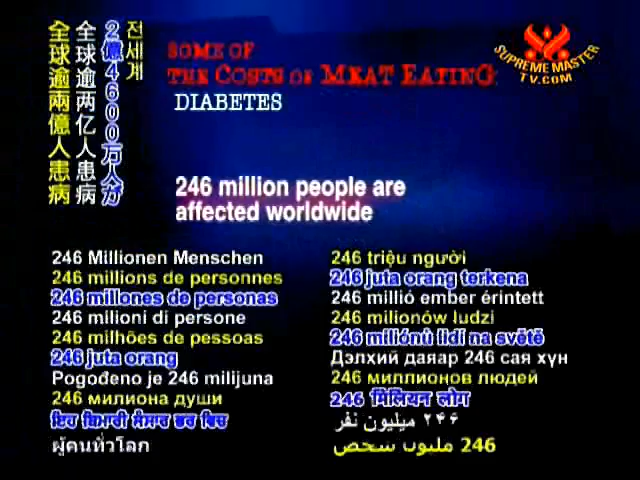 SOME OF
THE COSTS OF MEAT EATING:
DIABETES
SUPREME MASTER
TV.COM
246 million people are
affected worldwide
全球逾兩億人患病
全球逾两亿人患病
2億4600万人が
전세계
246 Millionen Menschen
246 millions de personnes
246 millones de personas
246 milioni di persone
246 milhões de pessoas
246 juta orang
Pogođeno je 246 milijuna
246 милиона души
ਇਹ ਬਿਮਾਰੀ ਸੰਸਾਰ ਭਰ ਵਿਚ
ผู้คนทั่วโลก
246 triệu người
246 juta orang terkena
246 millió ember érintett
246 milionów ludzi
246 miliónů lidí na světě
Дэлхий даяар 246 сая хүн
246 миллионов людей
246 मिलियन लोग
۲۴۶ میلیون نفر
246 مليون شخص